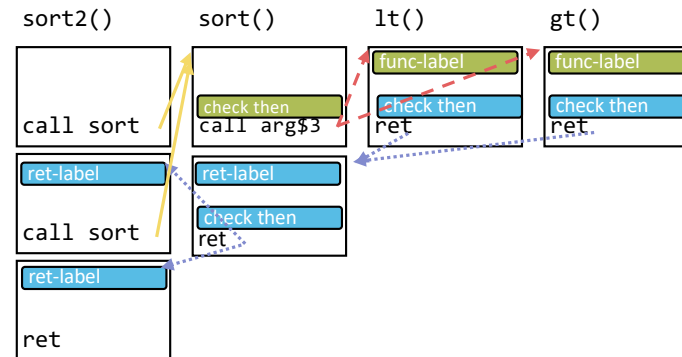 sort2()
sort()
lt()
gt()
call sort
check then
call arg$3
func-label
check then
ret
func-label
check then
ret
ret-label
call sort
ret-label
check then
ret
ret-label
ret